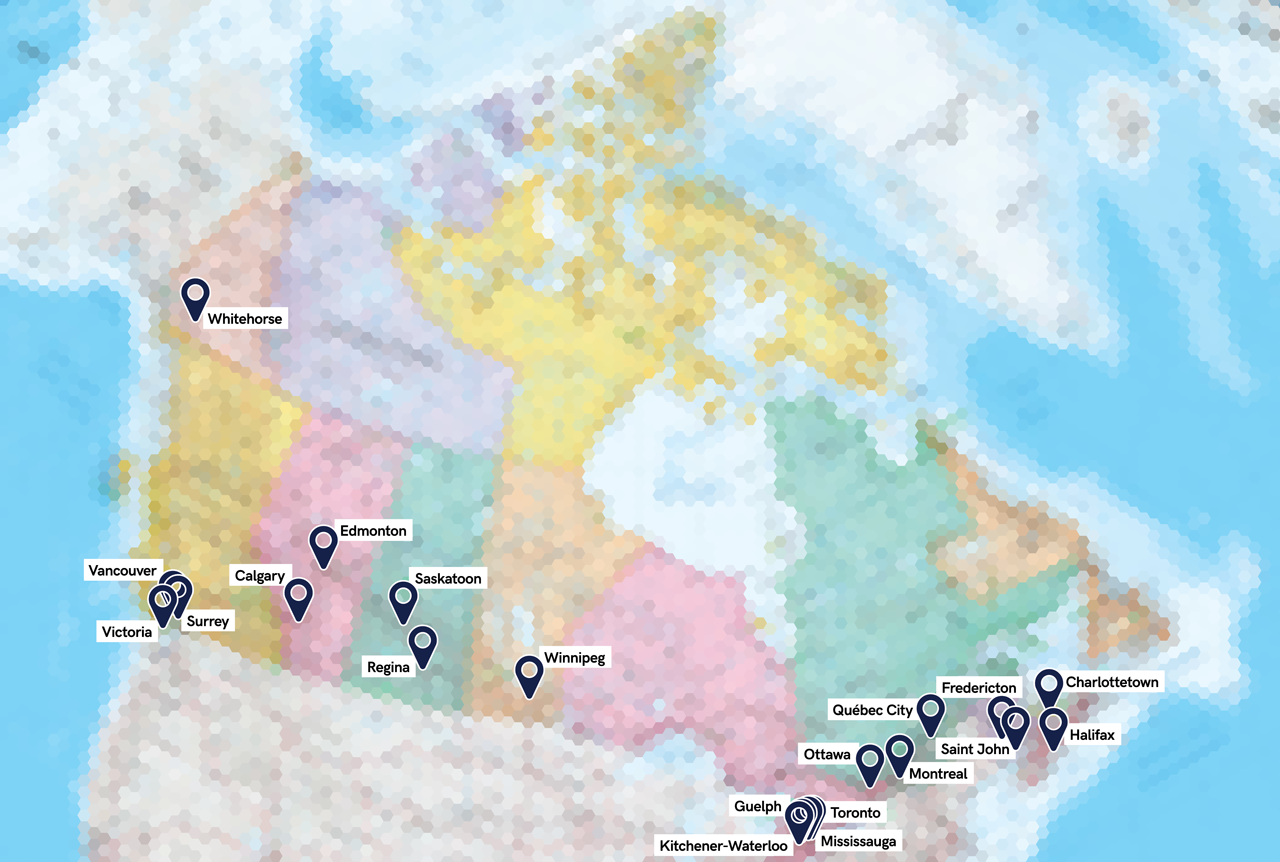 Whitehorse
Edmonton
Vancouver
Calgary
Saskatoon
Surrey
Victoria
Winnipeg
Regina
Charlottetown
Fredericton
Québec City
Halifax
Saint John
Ottawa
Montreal
Guelph
Toronto
Mississauga
Kitchener-Waterloo